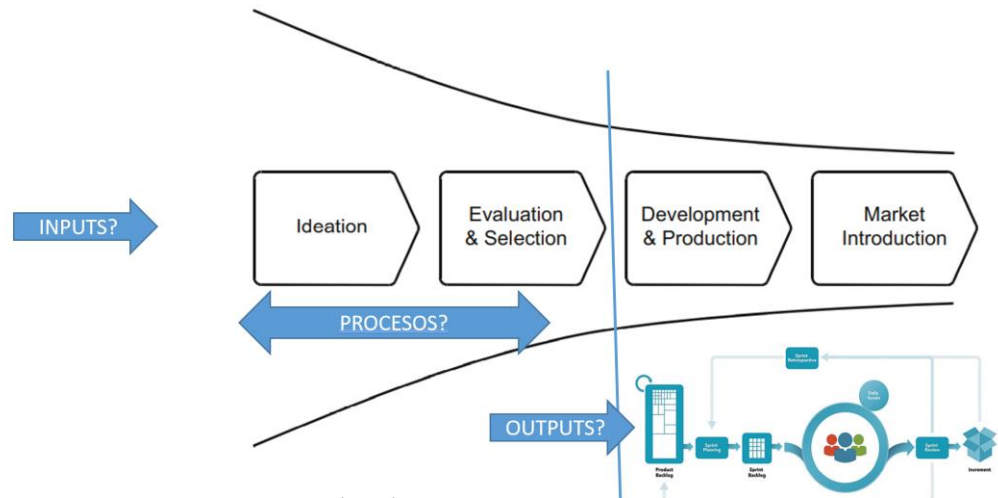 INPUTS?
Ideation
Evaluation
& Selection
Development
& Production
Market
Introduction
PROCESOS?
OUTPUTS?
Sprint
Retrospective
Daily
Scrum
Product
Backlog
Sprint
Planning
Sprint
Backlog
Sprint
Review
Increment